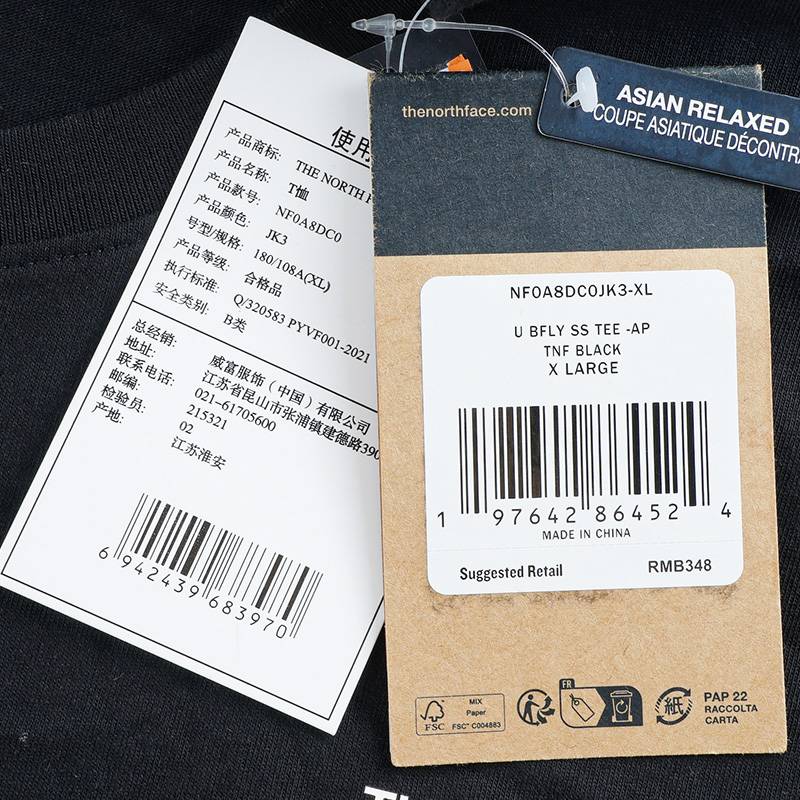 使用
产品商标: THE NORTH F
产品名称: T恤
产品款号: NF0A8DC0
产品颜色: JK3
号型/规格: 180/108A(XL)
产品等级: 合格品
执行标准: Q/320583 PYVF001-2021
安全类别: B类
总经销: 威富服饰（中国）有限公司
地址: 江苏省昆山市张浦镇建德路390
联系电话: 021-61705600
邮编: 215321
检验员: 02
产地: 江苏淮安
6 942439 683970
thenorthface.com
ASIAN RELAXED
COUPE ASIATIQUE DÉCONTRA
NF0A8DC0JK3-XL
U BFLY SS TEE -AP
TNF BLACK
X LARGE
1 97642 86452 4
MADE IN CHINA
Suggested Retail RMB348
FSC
MIX
Paper
FSC™ C004883
FR
紙
PAP 22
RACCOLTA
CARTA
Th